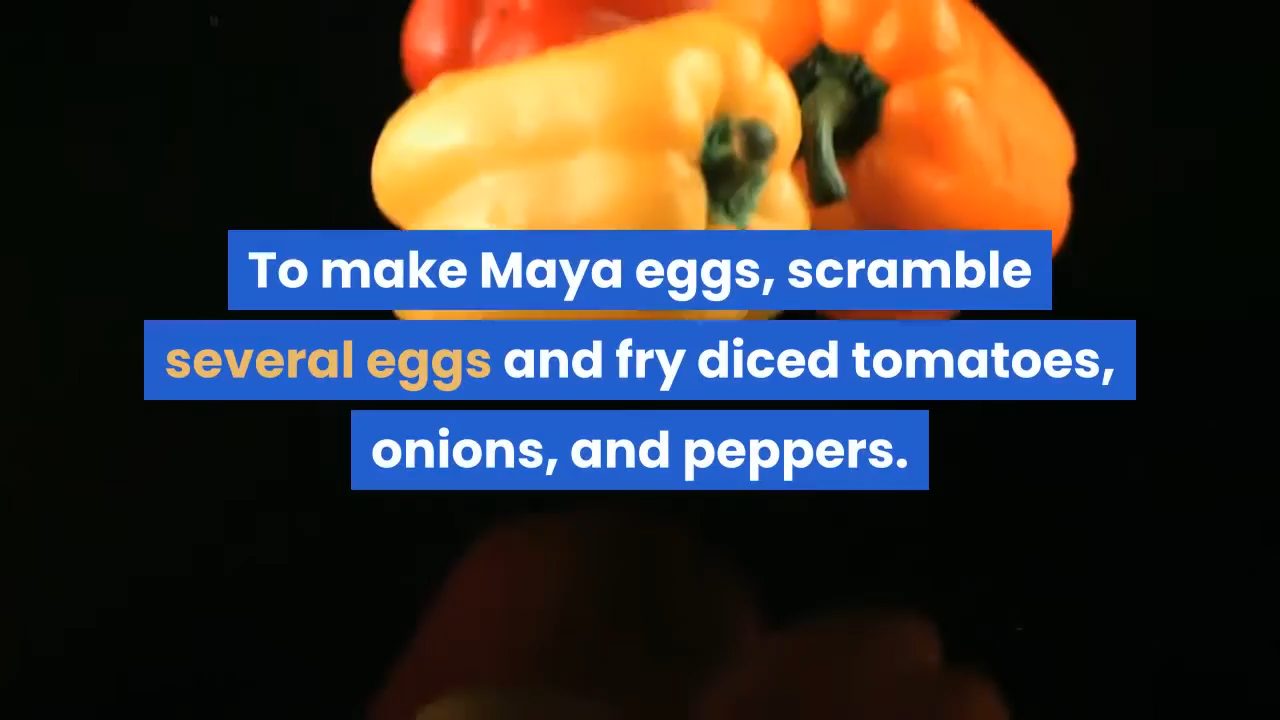 To make Maya eggs, scramble
several eggs and fry diced tomatoes,
onions, and peppers.